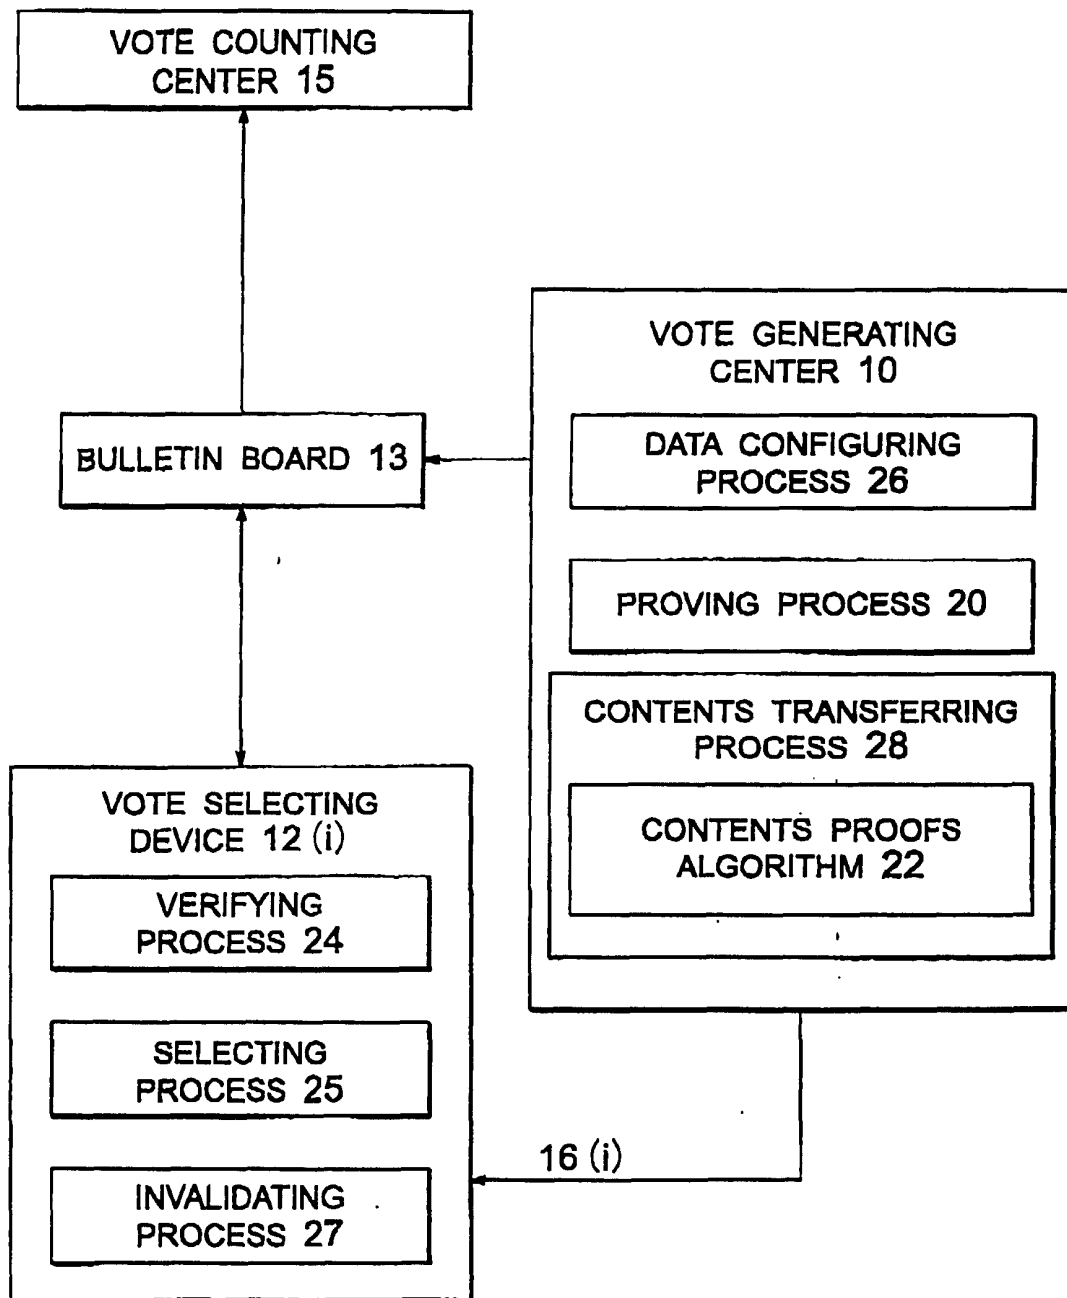 VOTE COUNTING
CENTER 15
VOTE GENERATING
CENTER 10
DATA CONFIGURING
PROCESS 26
BULLETIN BOARD 13
PROVING PROCESS 20
CONTENTS TRANSFERRING
PROCESS 28
CONTENTS PROOFS
ALGORITHM 22
VOTE SELECTING
DEVICE 12 (i)
VERIFYING
PROCESS 24
SELECTING
PROCESS 25
INVALIDATING
PROCESS 27
16 (i)